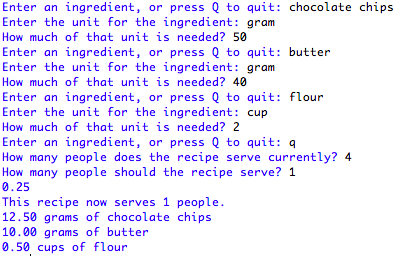 Enter an ingredient, or press Q to quit: chocolate chips
Enter the unit for the ingredient: gram
How much of that unit is needed? 50
Enter an ingredient, or press Q to quit: butter
Enter the unit for the ingredient: gram
How much of that unit is needed? 40
Enter an ingredient, or press Q to quit: flour
Enter the unit for the ingredient: cup
How much of that unit is needed? 2
Enter an ingredient, or press Q to quit: q
How many people does the recipe serve currently? 4
How many people should the recipe serve? 1
0.25
This recipe now serves 1 people.
12.50 grams of chocolate chips
10.00 grams of butter
0.50 cups of flour